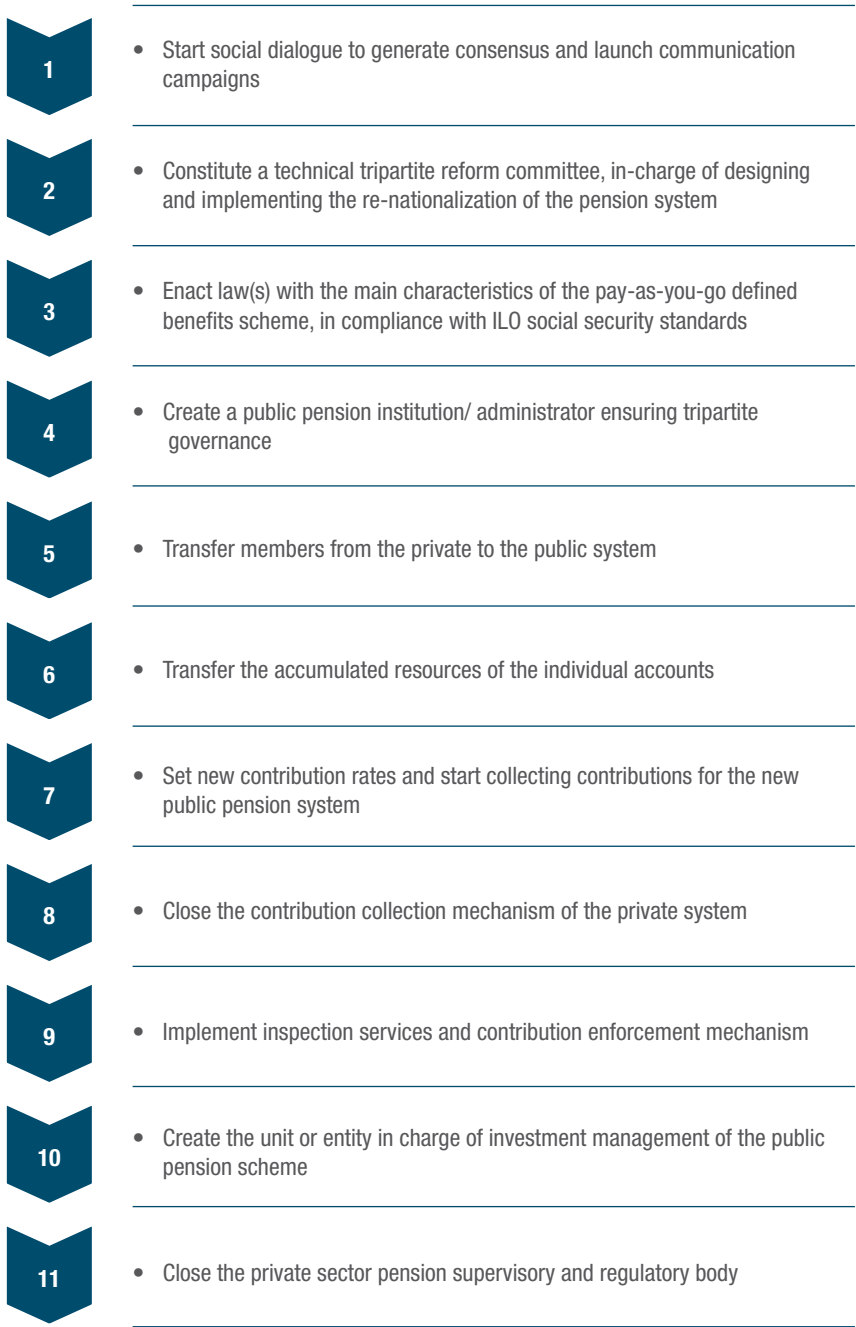 1
• Start social dialogue to generate consensus and launch communication
campaigns
2
• Constitute a technical tripartite reform committee, in-charge of designing
and implementing the re-nationalization of the pension system
3
• Enact law(s) with the main characteristics of the pay-as-you-go defined
benefits scheme, in compliance with ILO social security standards
4
• Create a public pension institution/ administrator ensuring tripartite
governance
5
• Transfer members from the private to the public system
6
• Transfer the accumulated resources of the individual accounts
7
• Set new contribution rates and start collecting contributions for the new
public pension system
8
• Close the contribution collection mechanism of the private system
9
• Implement inspection services and contribution enforcement mechanism
10
• Create the unit or entity in charge of investment management of the public
pension scheme
11
• Close the private sector pension supervisory and regulatory body